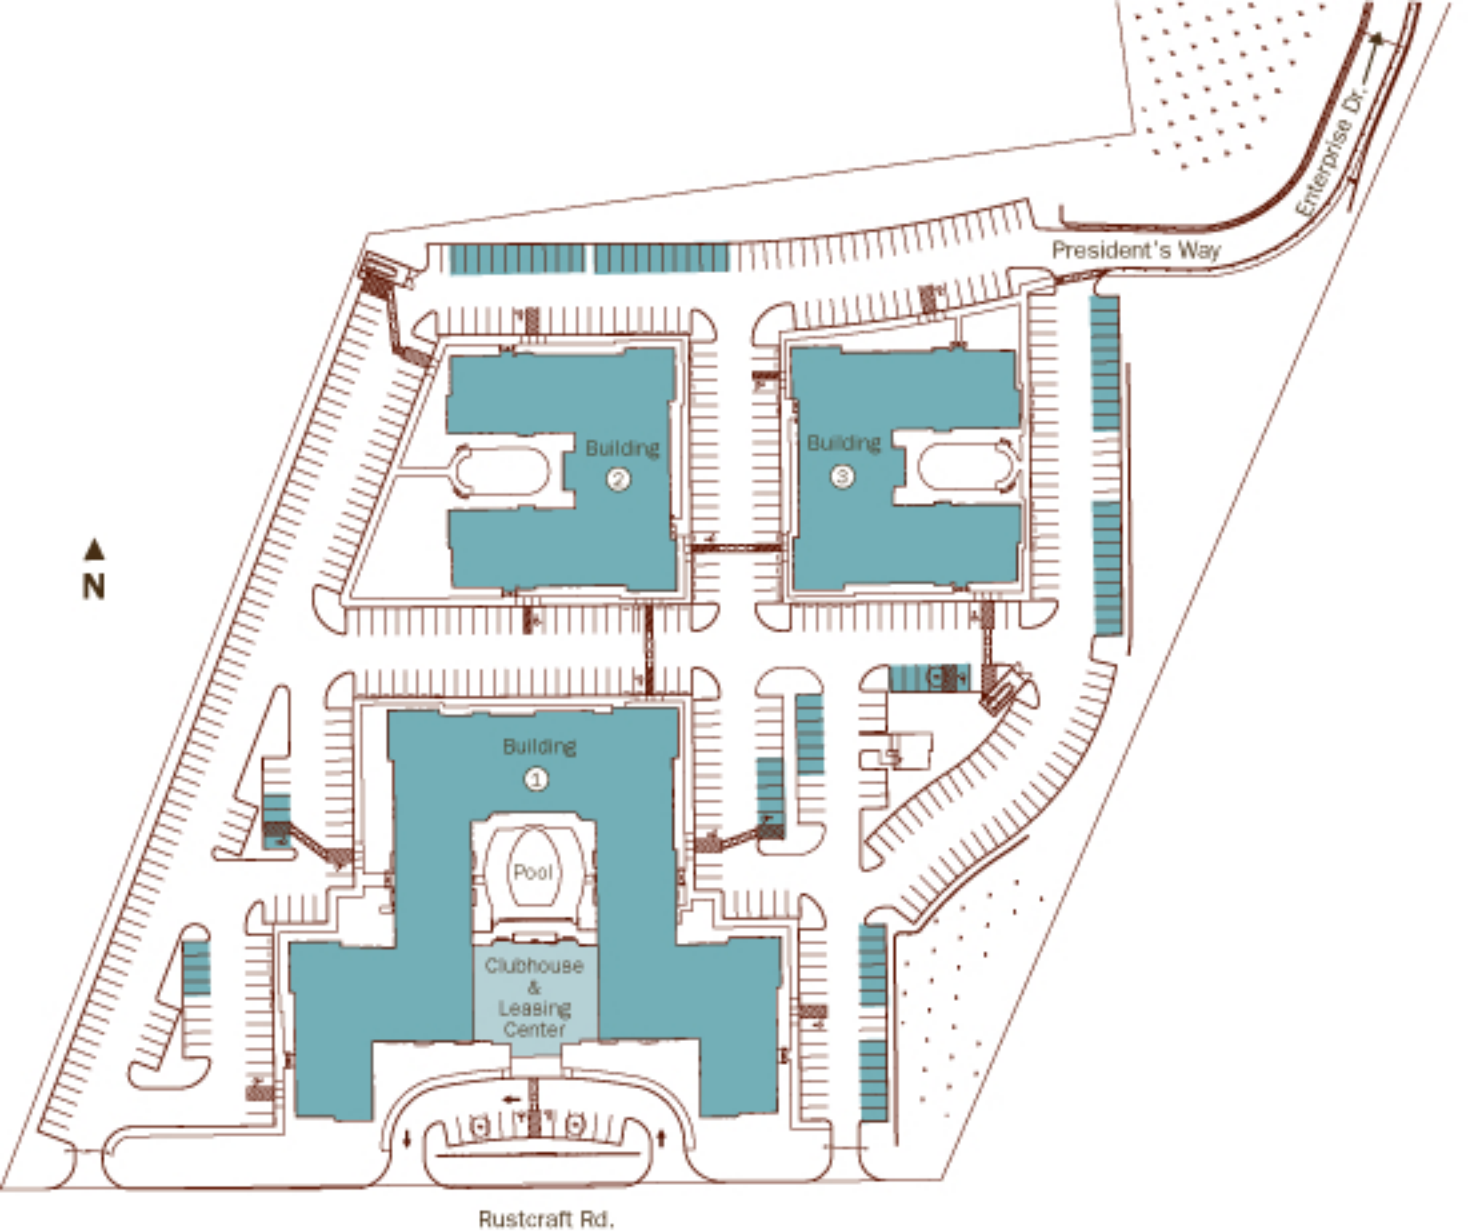 Enterprise Dr.
President's Way
Building
2
Building
3
N
Building
1
Pool
Clubhouse
&
Leasing
Center
Rustcraft Rd.